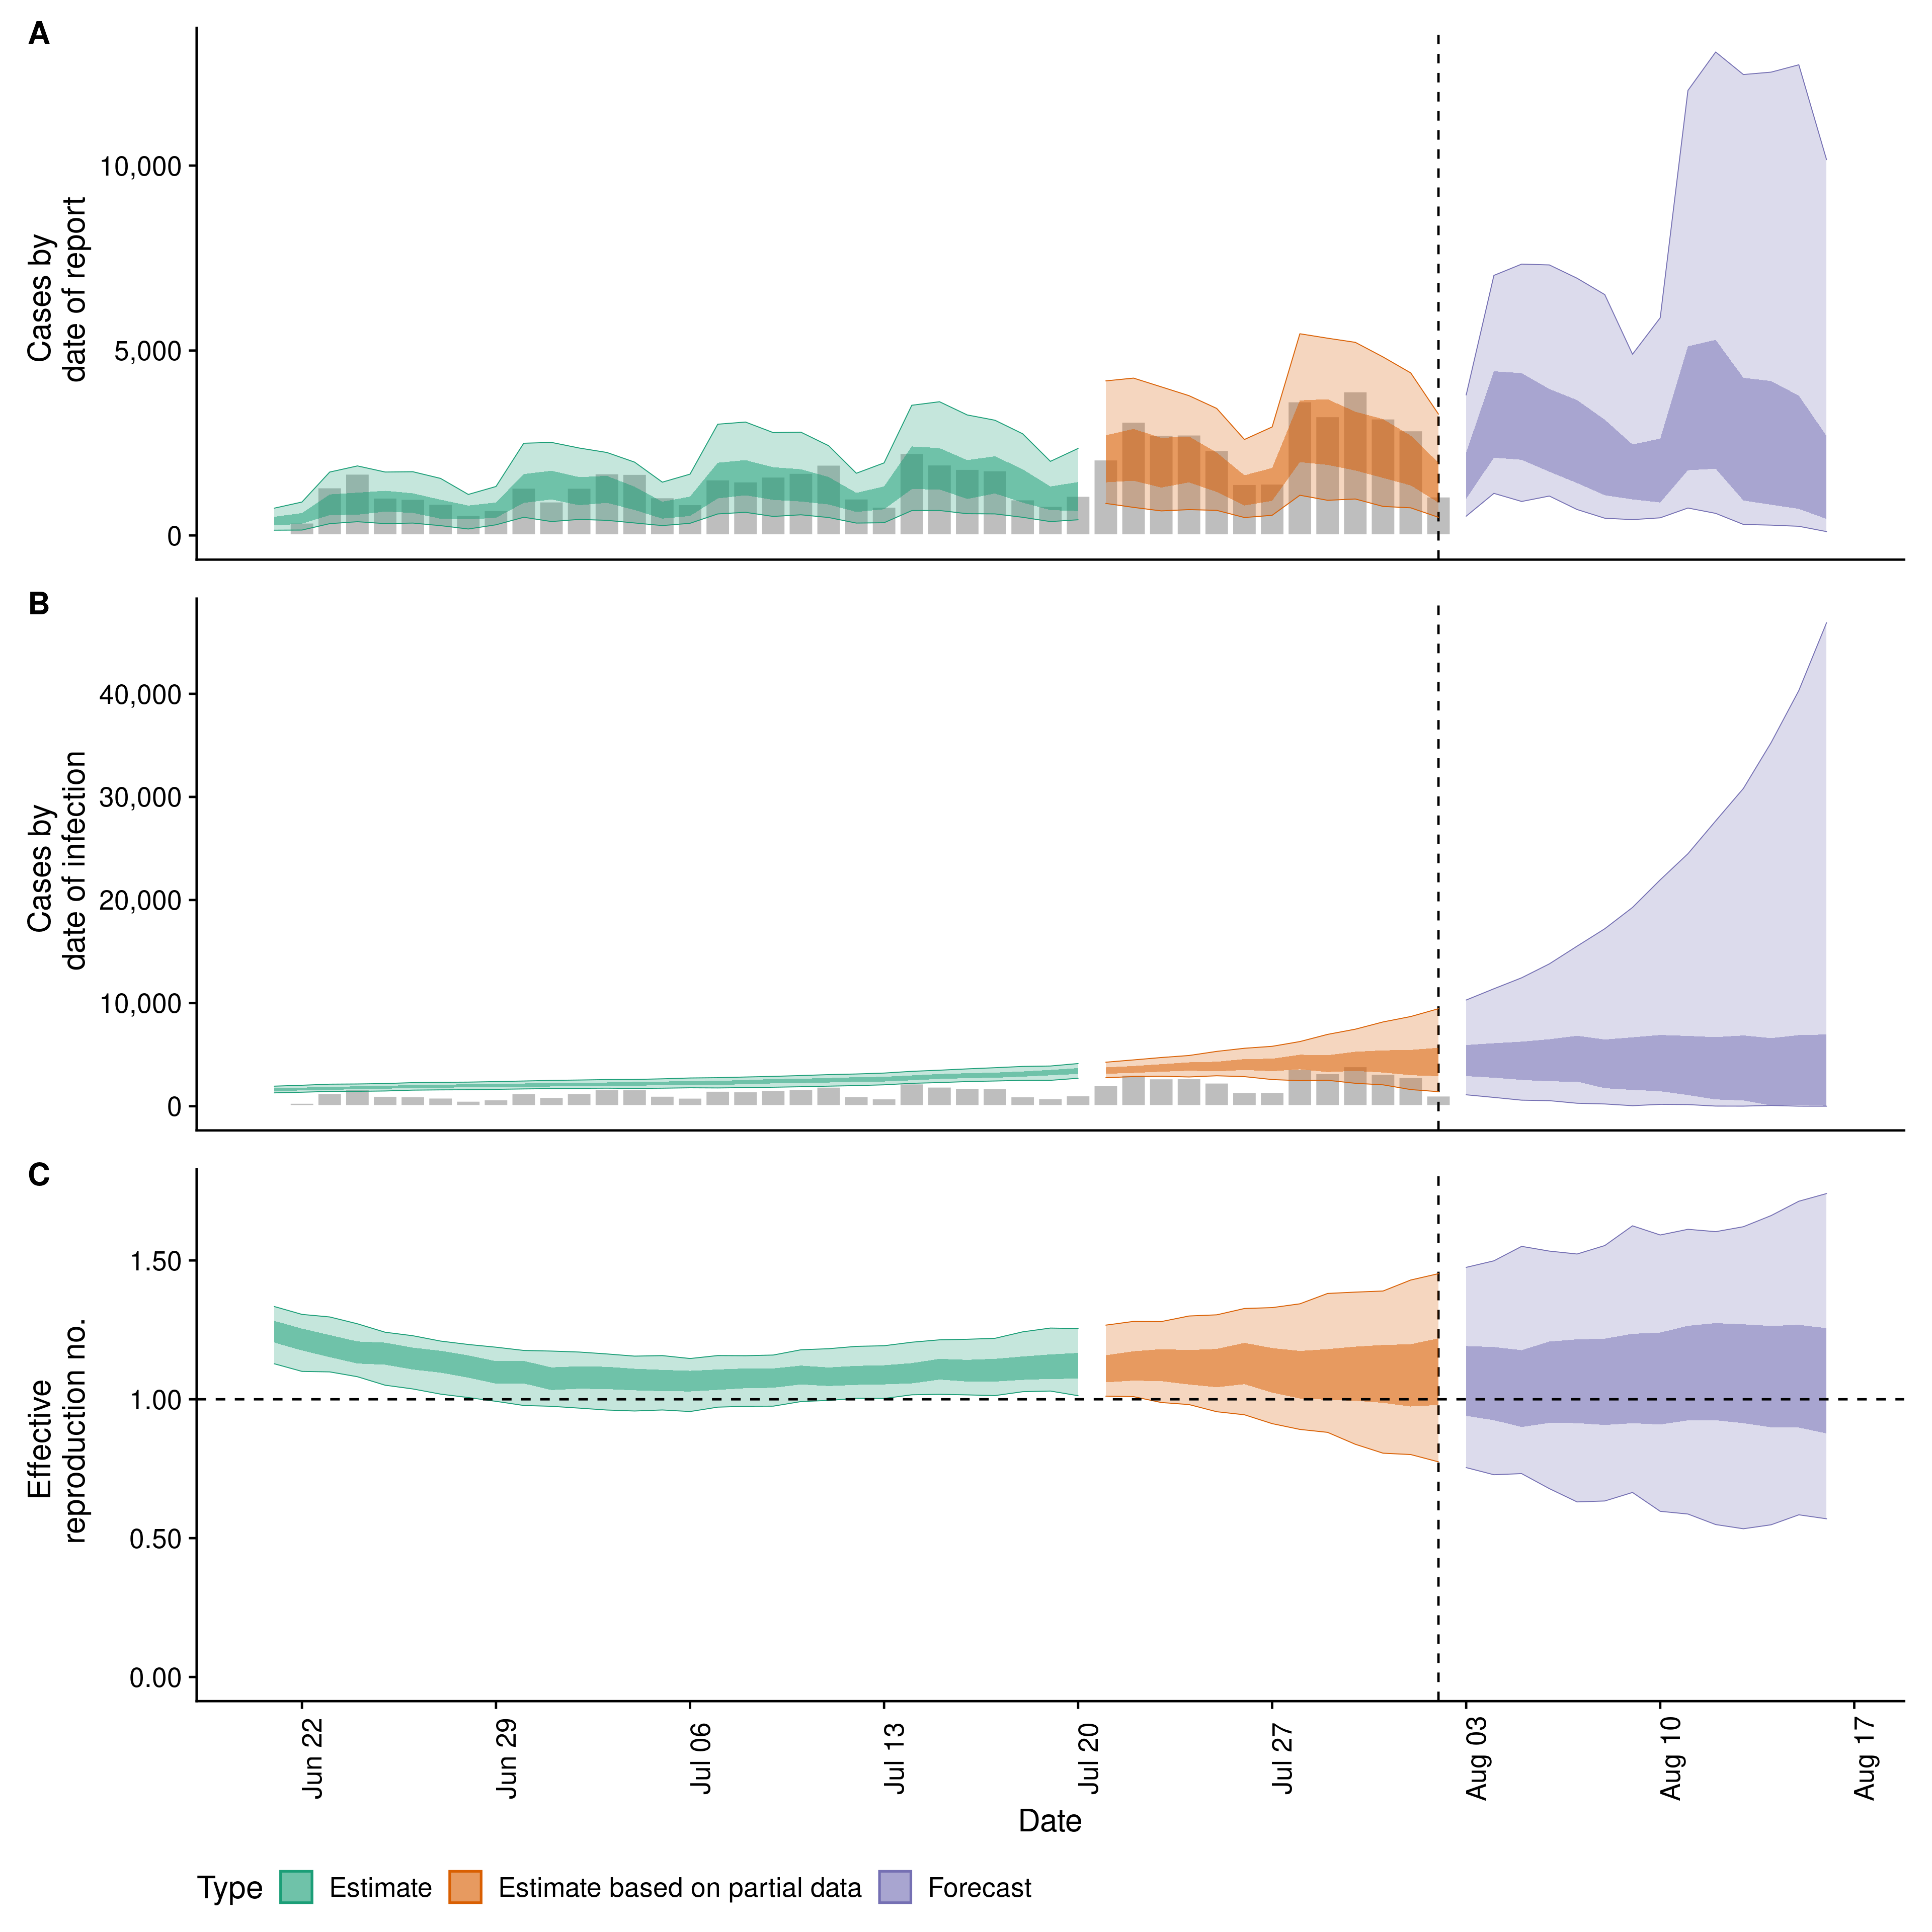 A
Cases by
date of report
10,000
5,000
0
B
Cases by
date of infection
40,000
30,000
20,000
10,000
0
C
Effective
reproduction no.
1.50
1.00
0.50
0.00
Jun 22
Jun 29
Jul 06
Jul 13
Jul 20
Jul 27
Aug 03
Aug 10
Aug 17
Date
Type Estimate Estimate based on partial data Forecast